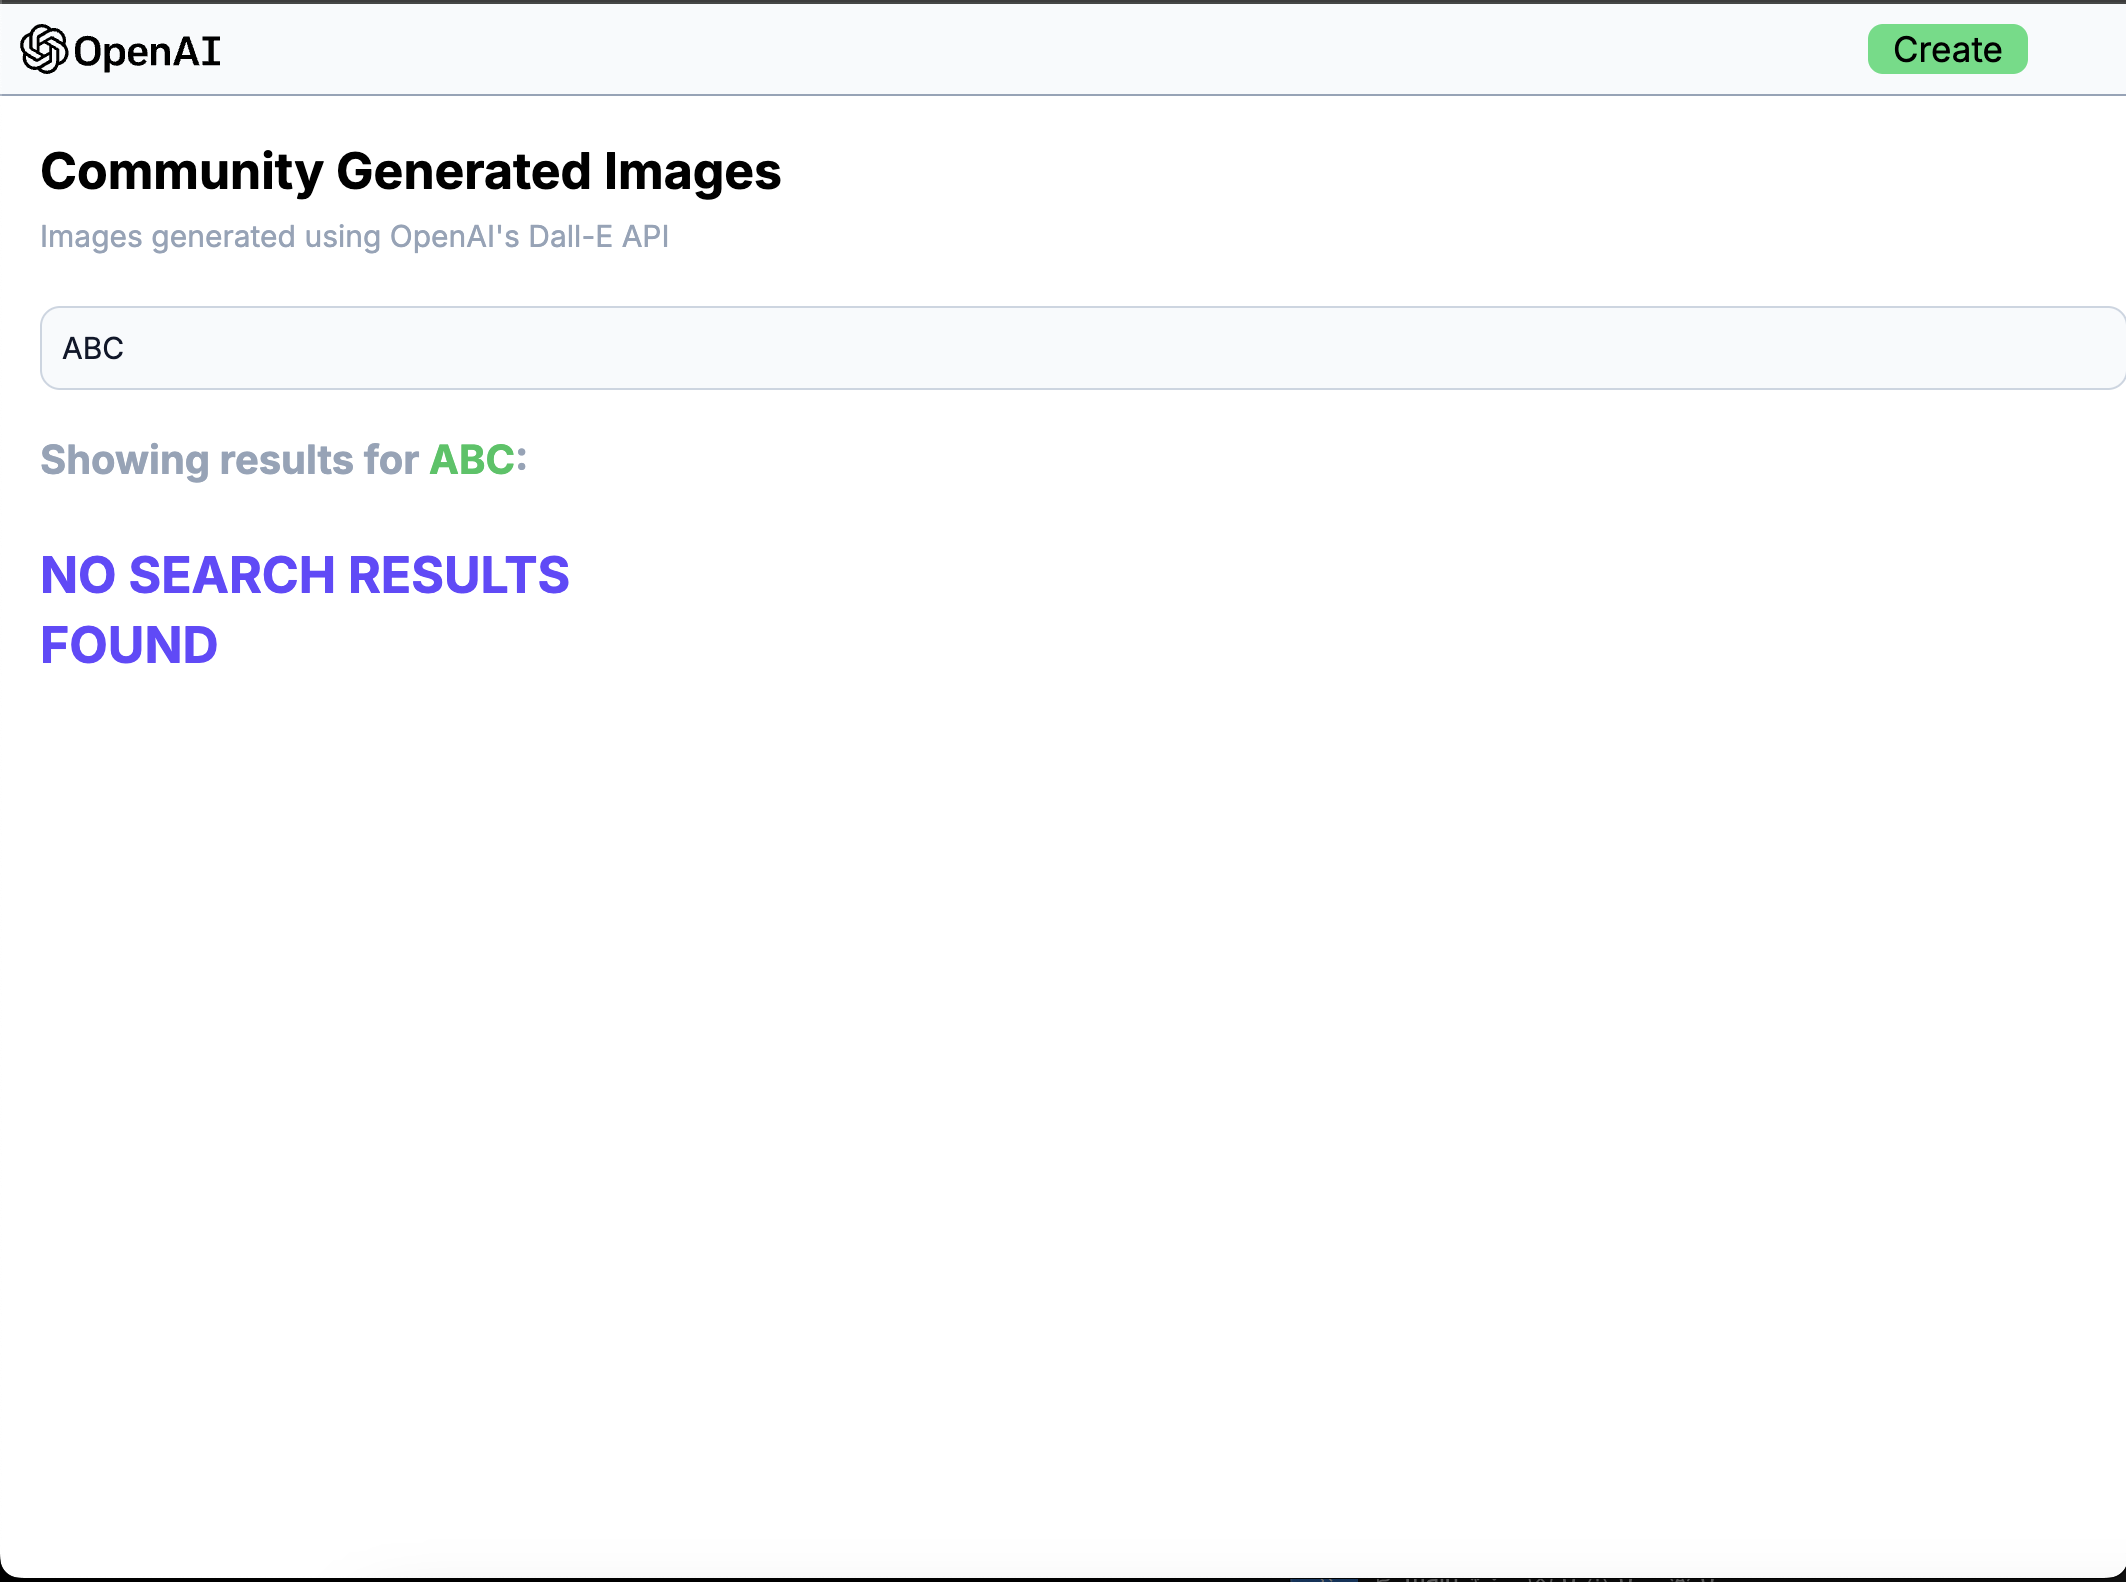 OpenAI
Create
Community Generated Images
Images generated using OpenAI's Dall-E API
ABC
Showing results for ABC:
NO SEARCH RESULTS
FOUND